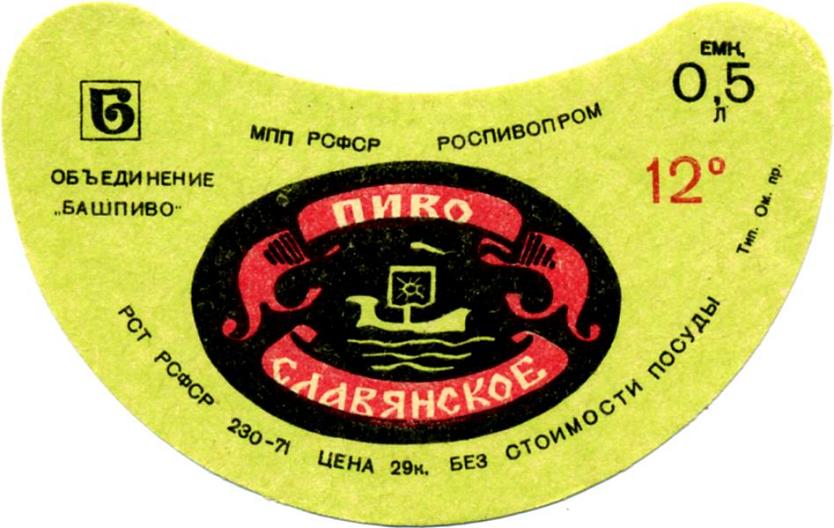 Б
ОБЪЕДИНЕНИЕ
„БАШПИВО"
МПП РСФСР РОСПИВОПРОМ
ЕМК.
0,5
Л
12°
ПИВО
СЛАВЯНСКОЕ
РСТ РСФСР 230-71 ЦЕНА 29к. БЕЗ СТОИМОСТИ ПОСУДЫ
Тип. Ом. пр.